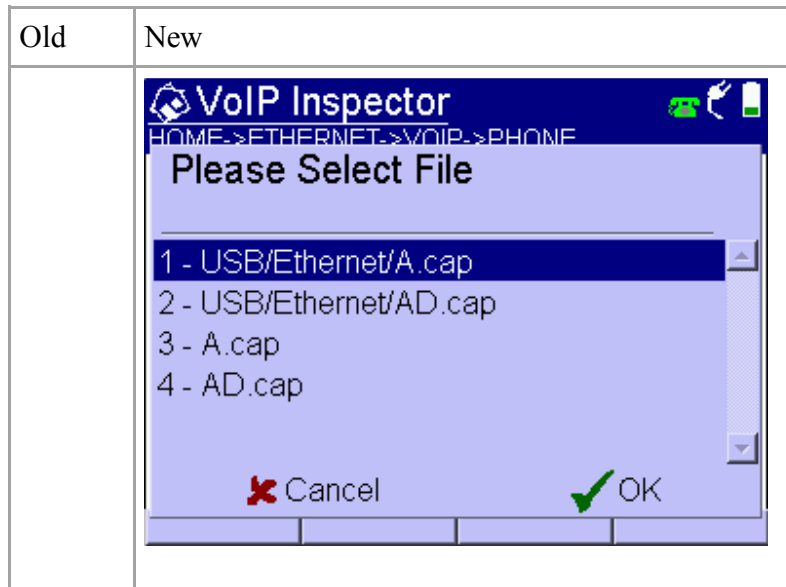 Old New
VoIP Inspector
HOME->ETHERNET->VOIP->PHONE
Please Select File
1 - USB/Ethernet/A.cap
2 - USB/Ethernet/AD.cap
3 - A.cap
4 - AD.cap
Cancel OK